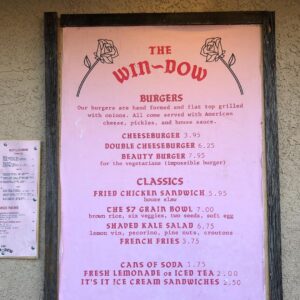 THE
WIN~DOW
BURGERS
Our burgers are hand formed and flat top grilled
with onions. All come served with American
cheese, pickles, and house sauce.
CHEESEBURGER 3.95
DOUBLE CHEESEBURGER 6.25
BEAUTY BURGER 7.95
for the vegetarians (impossible burger)
CLASSICS
FRIED CHICKEN SANDWICH 5.95
house slaw
THE $7 GRAIN BOWL 7.00
brown rice, six veggies, two seeds, soft egg
SHAVED KALE SALAD 6.75
lemon vin, pecorino, pine nuts, croutons
FRENCH FRIES 3.75
CANS OF SODA 1.75
FRESH LEMONADE OR ICED TEA 2.00
IT'S IT ICE CREAM SANDWICHES 2.50